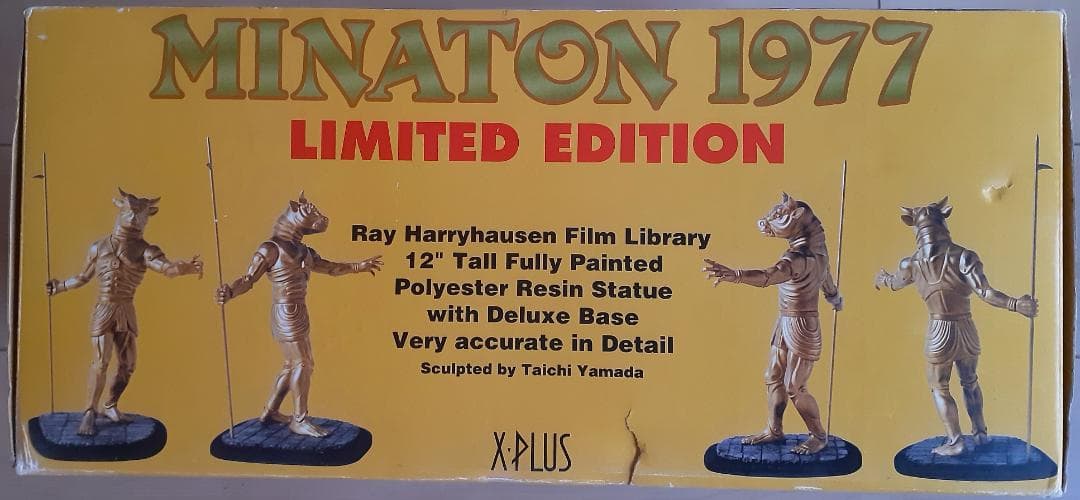 MINATON 1977
LIMITED EDITION
Ray Harryhausen Film Library
12" Tall Fully Painted
Polyester Resin Statue
with Deluxe Base
Very accurate in Detail
Sculpted by Taichi Yamada
X•PLUS